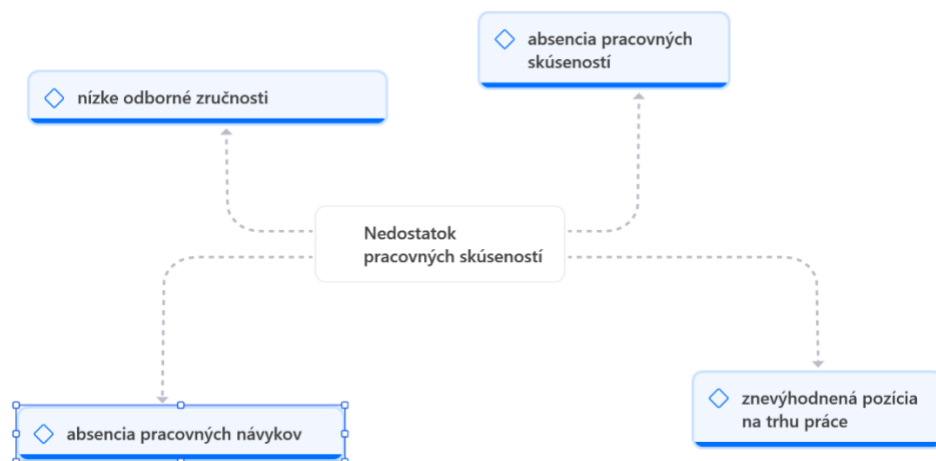 absencia pracovných
skúseností
nízke odborné zručnosti
Nedostatok
pracovných skúseností
znevýhodnená pozícia
na trhu práce
absencia pracovných návykov